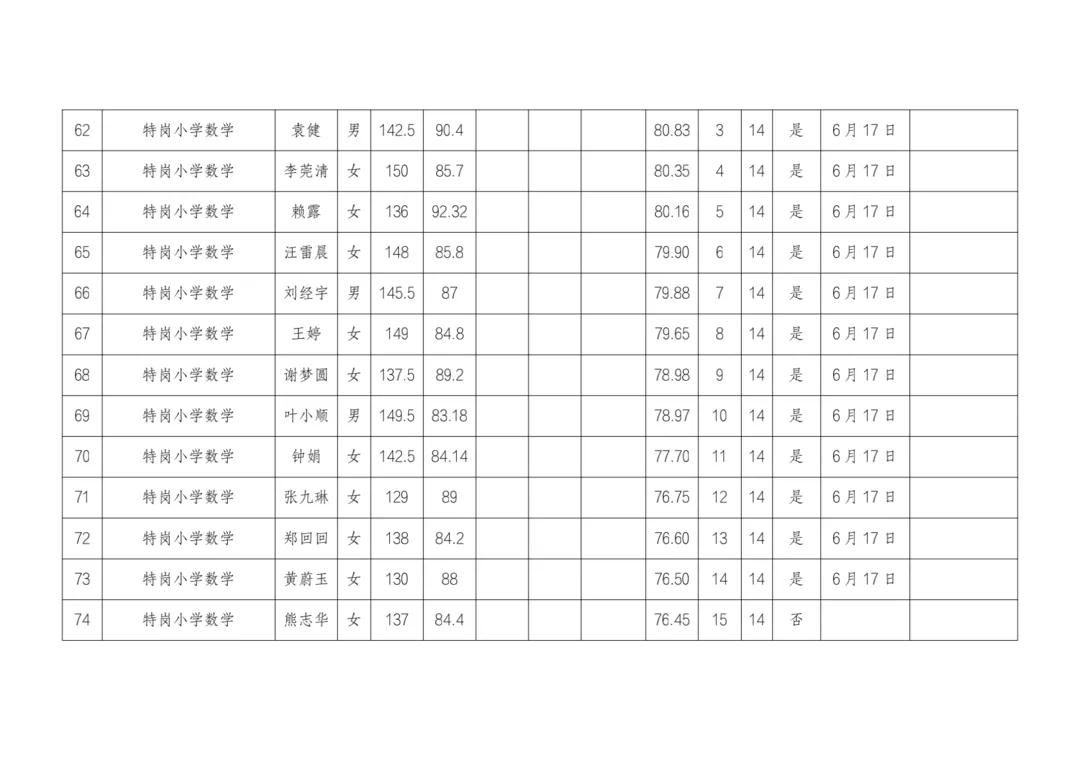 62 特岗小学数学 袁健 男 142.5 90.4 80.83 3 14 是 6月17日
63 特岗小学数学 李莞清 女 150 85.7 80.35 4 14 是 6月17日
64 特岗小学数学 赖露 女 136 92.32 80.16 5 14 是 6月17日
65 特岗小学数学 汪雷晨 女 148 85.8 79.90 6 14 是 6月17日
66 特岗小学数学 刘经宇 男 145.5 87 79.88 7 14 是 6月17日
67 特岗小学数学 王婷 女 149 84.8 79.65 8 14 是 6月17日
68 特岗小学数学 谢梦圆 女 137.5 89.2 78.98 9 14 是 6月17日
69 特岗小学数学 叶小顺 男 149.5 83.18 78.97 10 14 是 6月17日
70 特岗小学数学 钟娟 女 142.5 84.14 77.70 11 14 是 6月17日
71 特岗小学数学 张九琳 女 129 89 76.75 12 14 是 6月17日
72 特岗小学数学 郑回回 女 138 84.2 76.60 13 14 是 6月17日
73 特岗小学数学 黄蔚玉 女 130 88 76.50 14 14 是 6月17日
74 特岗小学数学 熊志华 女 137 84.4 76.45 15 14 否